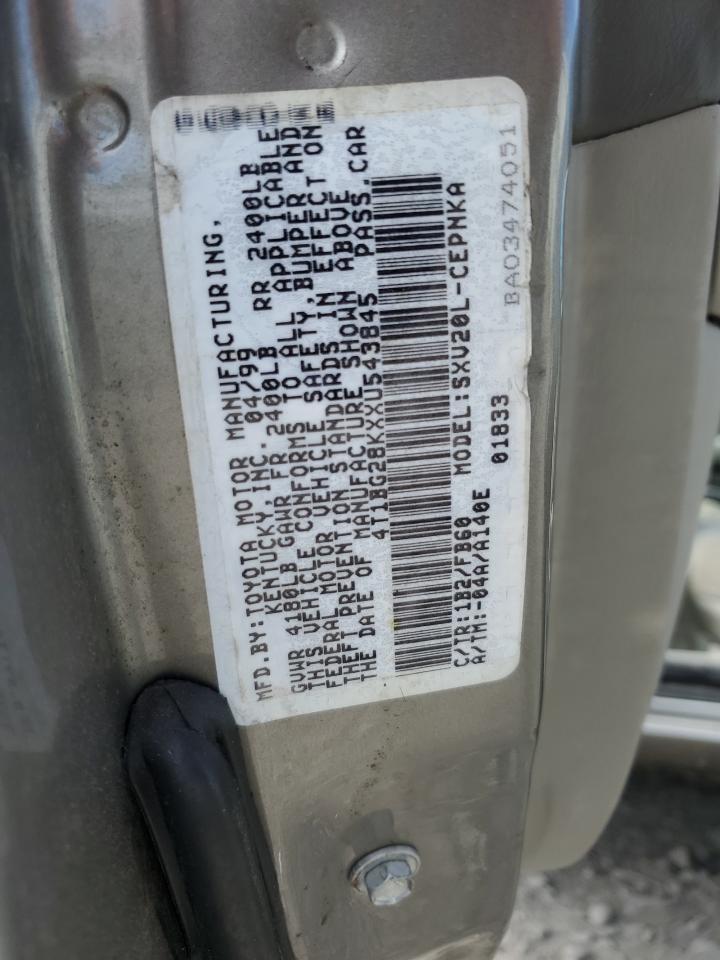 MFD.BY:TOYOTA MOTOR MANUFACTURING,
KENTUCKY, INC. 04/99
GVWR 4180LB GAWR, FR 2400LB RR 2400LB
THIS VEHICLE CONFORMS TO ALL APPLICABLE
FEDERAL MOTOR VEHICLE SAFETY, BUMPER AND
THEFT PREVENTION STANDARDS IN EFFECT ON
THE DATE OF MANUFACTURE SHOWN ABOVE.
4T1BG28KXXU543845 PASS.CAR
C/TR:1B2/FB60 MODEL:SXV20L-CEPNKA
A/TM:-04A/A140E 01833
BA03474051